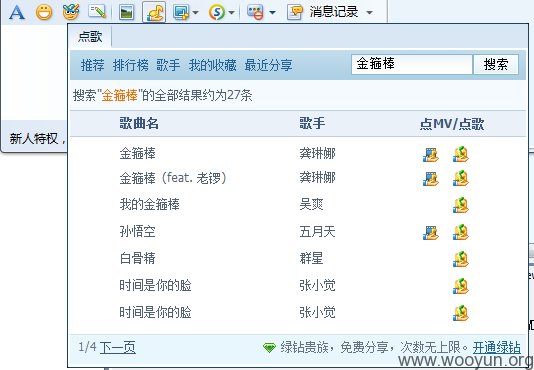 消息记录
点歌
推荐 排行榜 歌手 我的收藏 最近分享 金箍棒 搜索
搜索"金箍棒"的全部结果约为27条
歌曲名 歌手 点MV/点歌
金箍棒 龚琳娜
金箍棒（feat. 老锣） 龚琳娜
我的金箍棒 吴爽
孙悟空 五月天
白骨精 群星
时间是你的脸 张小觉
时间是你的脸 张小觉
新人特权，
1/4 下一页 绿钻贵族，免费分享，次数无上限。开通绿钻
www.wooyun.org